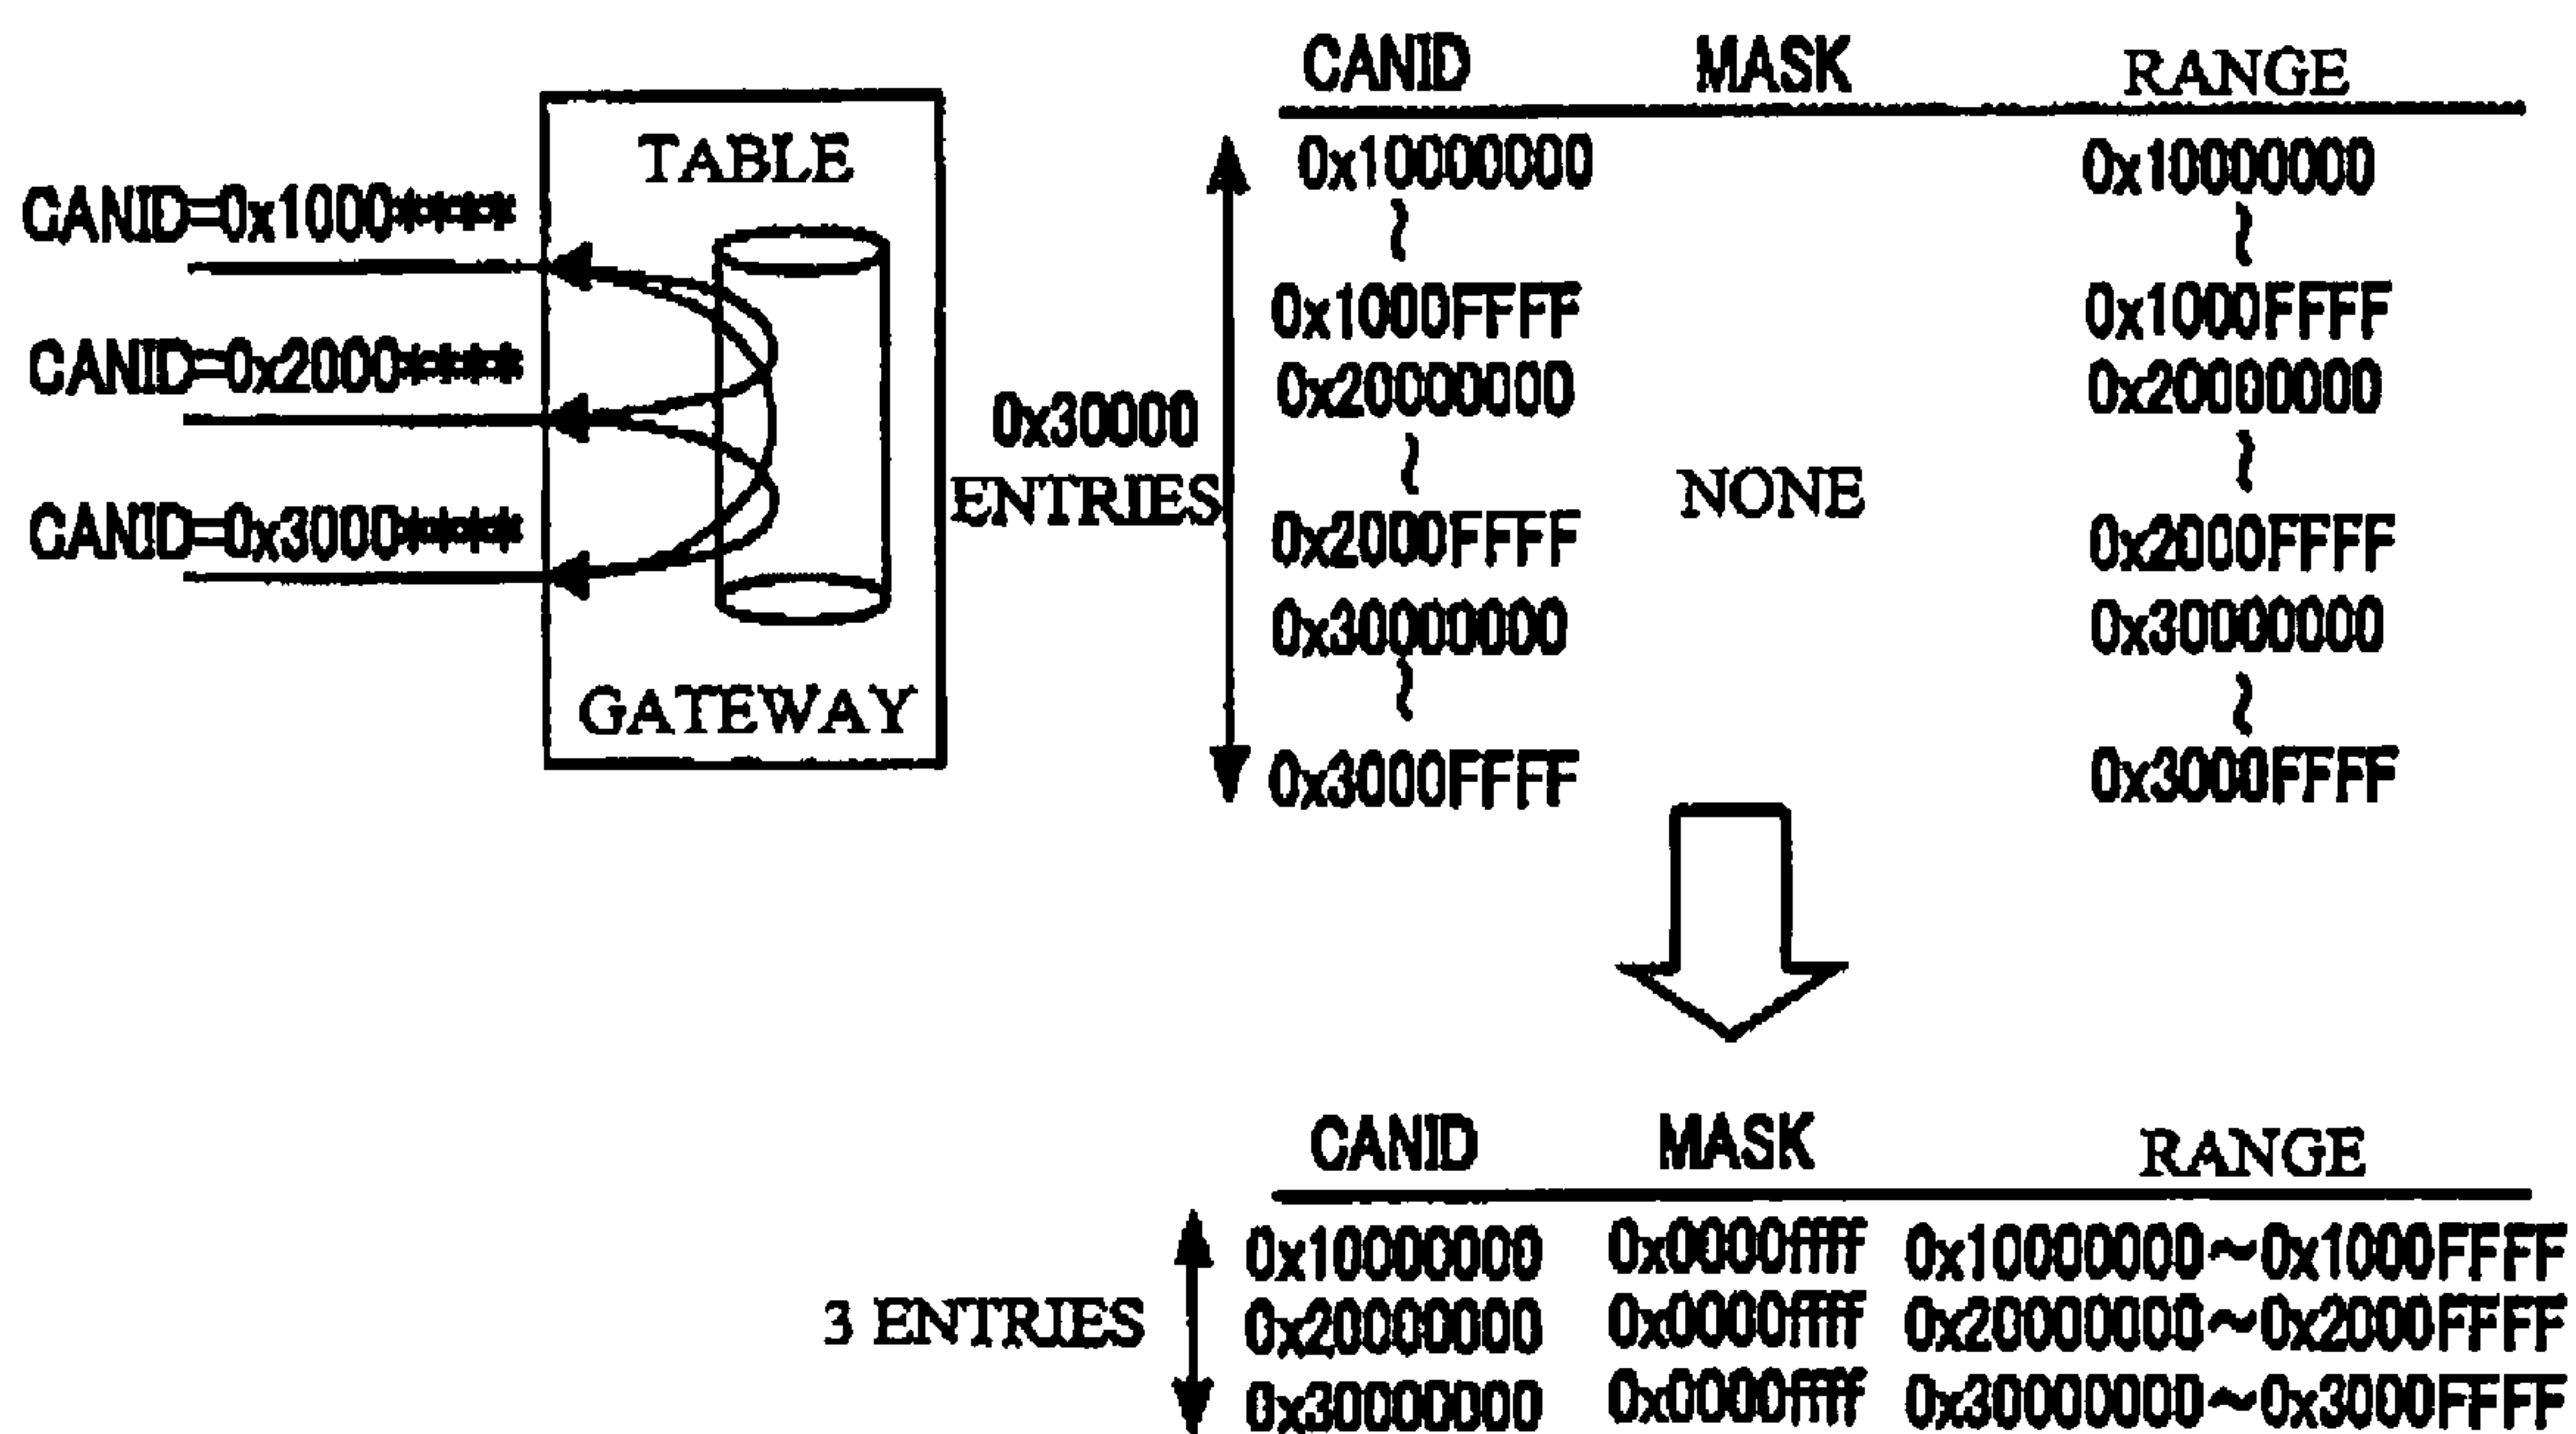 TABLE
CANID=0x1000****
CANID=0x2000****
CANID=0x3000****
GATEWAY
0x30000
ENTRIES
CANID MASK RANGE
0x10000000 0x10000000
~ ~
0x1000FFFF 0x1000FFFF
0x20000000 0x20000000
~ ~
NONE
0x2000FFFF 0x2000FFFF
0x30000000 0x30000000
~ ~
0x3000FFFF 0x3000FFFF
CANID MASK RANGE
3 ENTRIES
0x10000000 0x0000ffff 0x10000000~0x1000FFFF
0x20000000 0x0000ffff 0x20000000~0x2000FFFF
0x30000000 0x0000ffff 0x30000000~0x3000FFFF